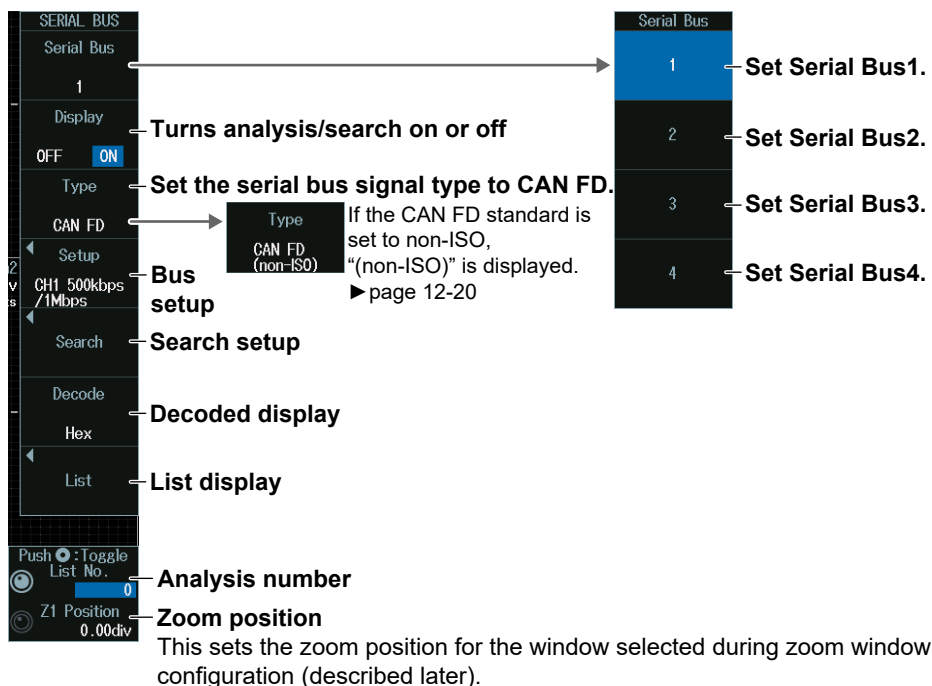 SERIAL BUS
Serial Bus
1
Display
OFF ON
Type
CAN FD
Setup
CH1 500kbps
/1Mbps
Search
Decode
Hex
List
Push :Toggle
List No.
0
Z1 Position
0.00div
Turns analysis/search on or off
Set the serial bus signal type to CAN FD.
Type
CAN FD
(non-ISO)
If the CAN FD standard is
set to non-ISO,
“(non-ISO)” is displayed.
►page 12-20
Bus
setup
Search setup
Decoded display
List display
Analysis number
Zoom position
This sets the zoom position for the window selected during zoom window
configuration (described later).
Serial Bus
1
Set Serial Bus1.
2
Set Serial Bus2.
3
Set Serial Bus3.
4
Set Serial Bus4.